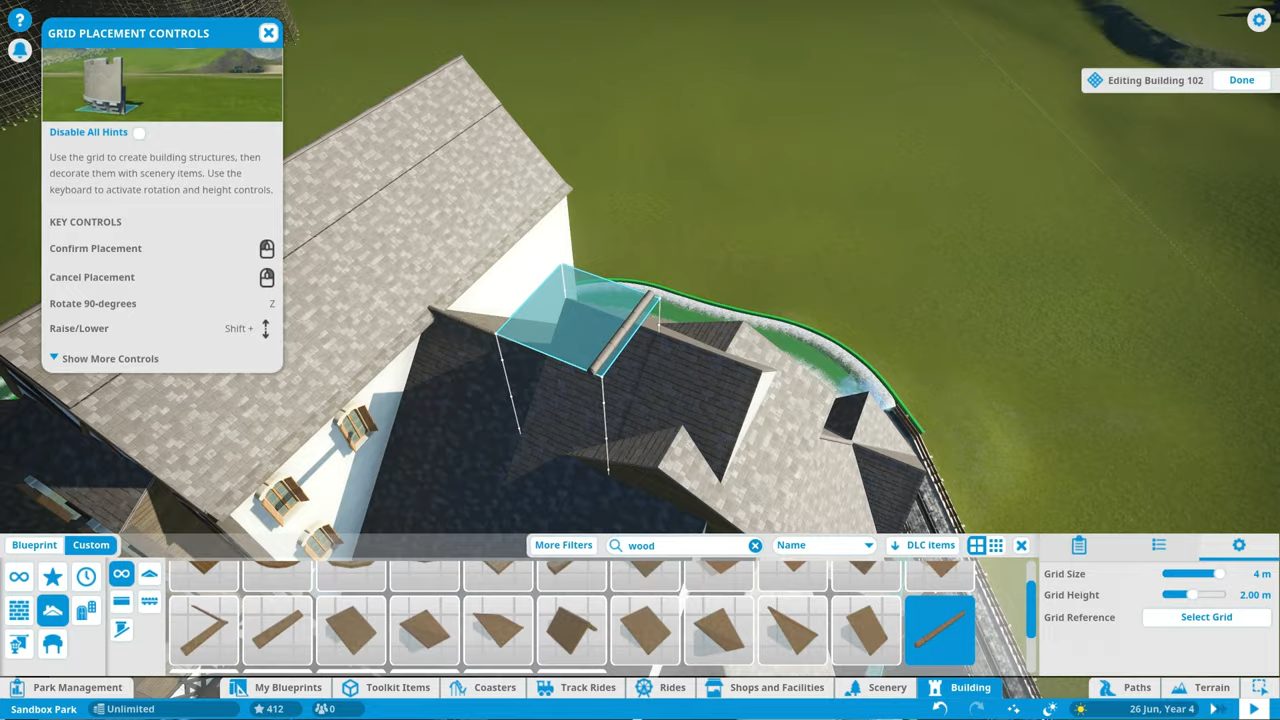 ?
GRID PLACEMENT CONTROLS
Disable All Hints
Use the grid to create building structures, then
decorate them with scenery items. Use the
keyboard to activate rotation and height controls.
KEY CONTROLS
Confirm Placement
Cancel Placement
Rotate 90-degrees Z
Raise/Lower Shift +
Show More Controls
Editing Building 102 Done
Blueprint Custom More Filters wood Name DLC items
Grid Size 4 m
Grid Height 2.00 m
Grid Reference Select Grid
Park Management My Blueprints Toolkit Items Coasters Track Rides Rides Shops and Facilities Scenery Building Paths Terrain
Sandbox Park Unlimited 412 0 26 Jun, Year 4